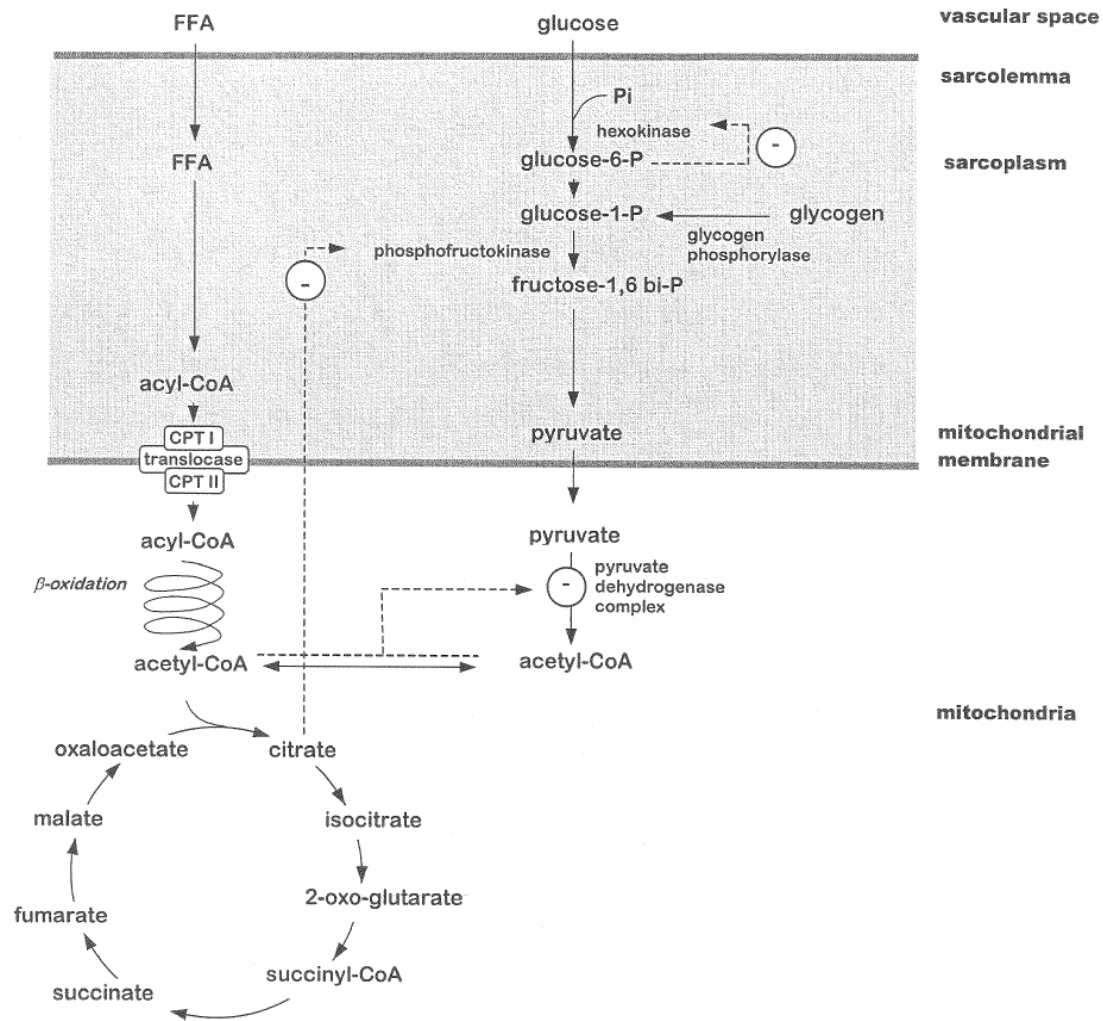 FFA
glucose
vascular space
sarcolemma
Pi
hexokinase
-
FFA
glucose-6-P
sarcoplasm
glucose-1-P
glycogen
glycogen
phosphorylase
phosphofructokinase
-
fructose-1,6 bi-P
acyl-CoA
CPT I
translocase
CPT II
pyruvate
mitochondrial
membrane
acyl-CoA
pyruvate
β-oxidation
-
pyruvate
dehydrogenase
complex
acetyl-CoA
acetyl-CoA
mitochondria
oxaloacetate
citrate
malate
isocitrate
2-oxo-glutarate
fumarate
succinyl-CoA
succinate